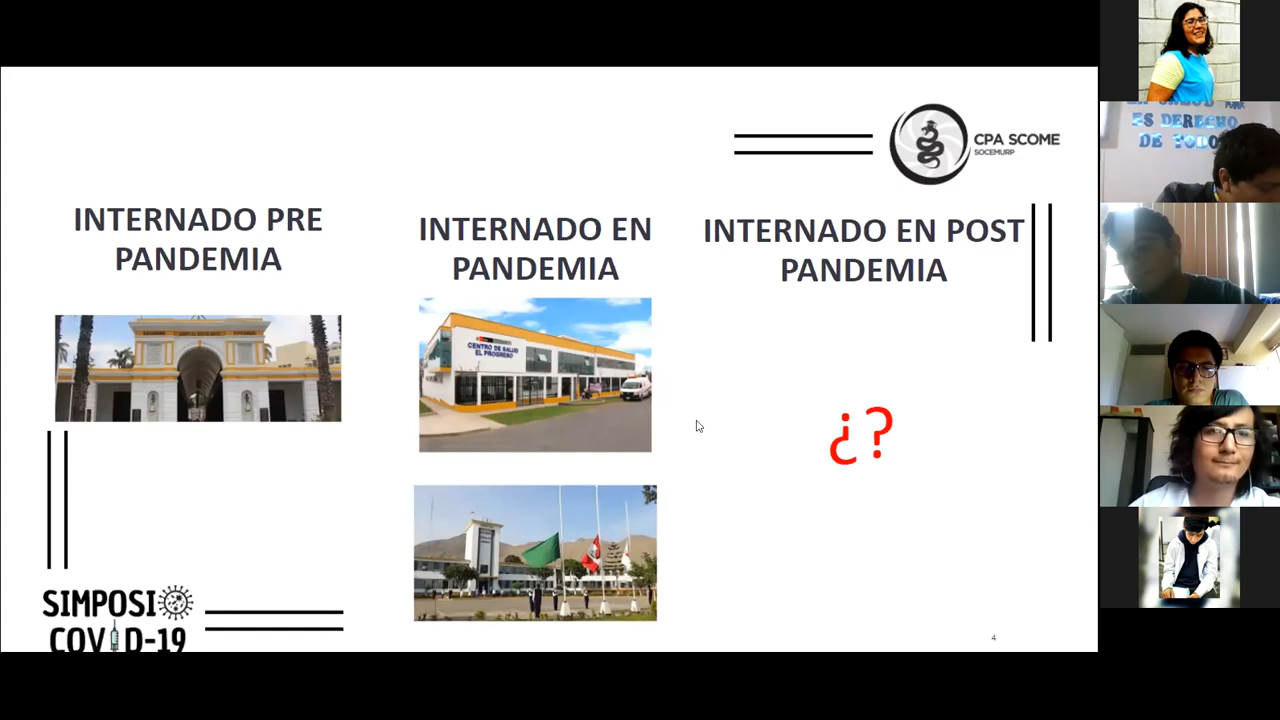 CPA SCOME
SOCEMURP
INTERNADO PRE
PANDEMIA
INTERNADO EN
PANDEMIA
INTERNADO EN POST
PANDEMIA
CENTRO DE SALUD
EL PROGRESO
¿?
SIMPOSIO
COVID-19
4
ES DERECHO
DE TODO